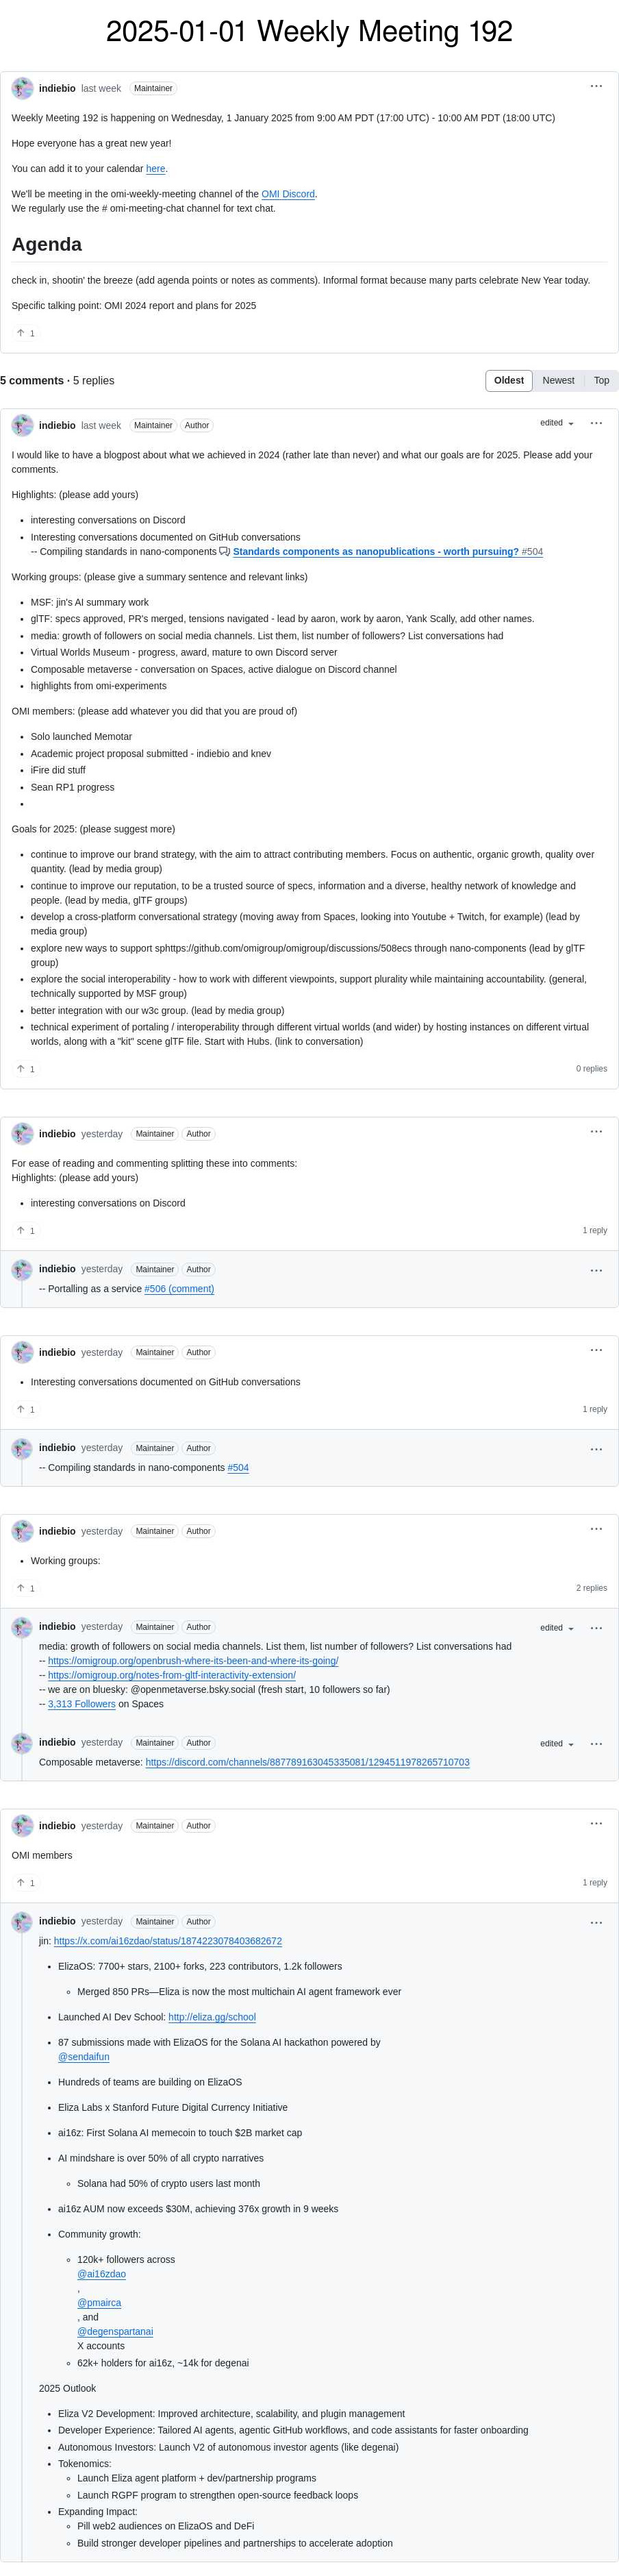 2025-01-01 Weekly Meeting 192
indiebio last week Maintainer
Weekly Meeting 192 is happening on Wednesday, 1 January 2025 from 9:00 AM PDT (17:00 UTC) - 10:00 AM PDT (18:00 UTC)
Hope everyone has a great new year!
You can add it to your calendar here.
We'll be meeting in the omi-weekly-meeting channel of the OMI Discord.
We regularly use the # omi-meeting-chat channel for text chat.
Agenda
check in, shootin' the breeze (add agenda points or notes as comments). Informal format because many parts celebrate New Year today.
Specific talking point: OMI 2024 report and plans for 2025
↑ 1
5 comments · 5 replies
Oldest Newest Top
indiebio last week Maintainer Author edited
I would like to have a blogpost about what we achieved in 2024 (rather late than never) and what our goals are for 2025. Please add your
comments.
Highlights: (please add yours)
• interesting conversations on Discord
• Interesting conversations documented on GitHub conversations
-- Compiling standards in nano-components Standards components as nanopublications - worth pursuing? #504
Working groups: (please give a summary sentence and relevant links)
• MSF: jin's AI summary work
• glTF: specs approved, PR's merged, tensions navigated - lead by aaron, work by aaron, Yank Scally, add other names.
• media: growth of followers on social media channels. List them, list number of followers? List conversations had
• Virtual Worlds Museum - progress, award, mature to own Discord server
• Composable metaverse - conversation on Spaces, active dialogue on Discord channel
• highlights from omi-experiments
OMI members: (please add whatever you did that you are proud of)
• Solo launched Memotar
• Academic project proposal submitted - indiebio and knev
• iFire did stuff
• Sean RP1 progress
•
Goals for 2025: (please suggest more)
• continue to improve our brand strategy, with the aim to attract contributing members. Focus on authentic, organic growth, quality over
quantity. (lead by media group)
• continue to improve our reputation, to be a trusted source of specs, information and a diverse, healthy network of knowledge and
people. (lead by media, glTF groups)
• develop a cross-platform conversational strategy (moving away from Spaces, looking into Youtube + Twitch, for example) (lead by
media group)
• explore new ways to support sphttps://github.com/omigroup/omigroup/discussions/508ecs through nano-components (lead by glTF
group)
• explore the social interoperability - how to work with different viewpoints, support plurality while maintaining accountability. (general,
technically supported by MSF group)
• better integration with our w3c group. (lead by media group)
• technical experiment of portaling / interoperability through different virtual worlds (and wider) by hosting instances on different virtual
worlds, along with a "kit" scene glTF file. Start with Hubs. (link to conversation)
↑ 1 0 replies
indiebio yesterday Maintainer Author
For ease of reading and commenting splitting these into comments:
Highlights: (please add yours)
• interesting conversations on Discord
↑ 1 1 reply
indiebio yesterday Maintainer Author
-- Portalling as a service #506 (comment)
indiebio yesterday Maintainer Author
• Interesting conversations documented on GitHub conversations
↑ 1 1 reply
indiebio yesterday Maintainer Author
-- Compiling standards in nano-components #504
indiebio yesterday Maintainer Author
• Working groups:
↑ 1 2 replies
indiebio yesterday Maintainer Author edited
media: growth of followers on social media channels. List them, list number of followers? List conversations had
-- https://omigroup.org/openbrush-where-its-been-and-where-its-going/
-- https://omigroup.org/notes-from-gltf-interactivity-extension/
-- we are on bluesky: @openmetaverse.bsky.social (fresh start, 10 followers so far)
-- 3,313 Followers on Spaces
indiebio yesterday Maintainer Author edited
Composable metaverse: https://discord.com/channels/887789163045335081/1294511978265710703
indiebio yesterday Maintainer Author
OMI members
↑ 1 1 reply
indiebio yesterday Maintainer Author
jin: https://x.com/ai16zdao/status/1874223078403682672
• ElizaOS: 7700+ stars, 2100+ forks, 223 contributors, 1.2k followers
◦ Merged 850 PRs—Eliza is now the most multichain AI agent framework ever
• Launched AI Dev School: http://eliza.gg/school
• 87 submissions made with ElizaOS for the Solana AI hackathon powered by
@sendaifun
• Hundreds of teams are building on ElizaOS
• Eliza Labs x Stanford Future Digital Currency Initiative
• ai16z: First Solana AI memecoin to touch $2B market cap
• AI mindshare is over 50% of all crypto narratives
◦ Solana had 50% of crypto users last month
• ai16z AUM now exceeds $30M, achieving 376x growth in 9 weeks
• Community growth:
◦ 120k+ followers across
@ai16zdao
,
@pmairca
, and
@degenspartanai
X accounts
◦ 62k+ holders for ai16z, ~14k for degenai
2025 Outlook
• Eliza V2 Development: Improved architecture, scalability, and plugin management
• Developer Experience: Tailored AI agents, agentic GitHub workflows, and code assistants for faster onboarding
• Autonomous Investors: Launch V2 of autonomous investor agents (like degenai)
• Tokenomics:
◦ Launch Eliza agent platform + dev/partnership programs
◦ Launch RGPF program to strengthen open-source feedback loops
• Expanding Impact:
◦ Pill web2 audiences on ElizaOS and DeFi
◦ Build stronger developer pipelines and partnerships to accelerate adoption